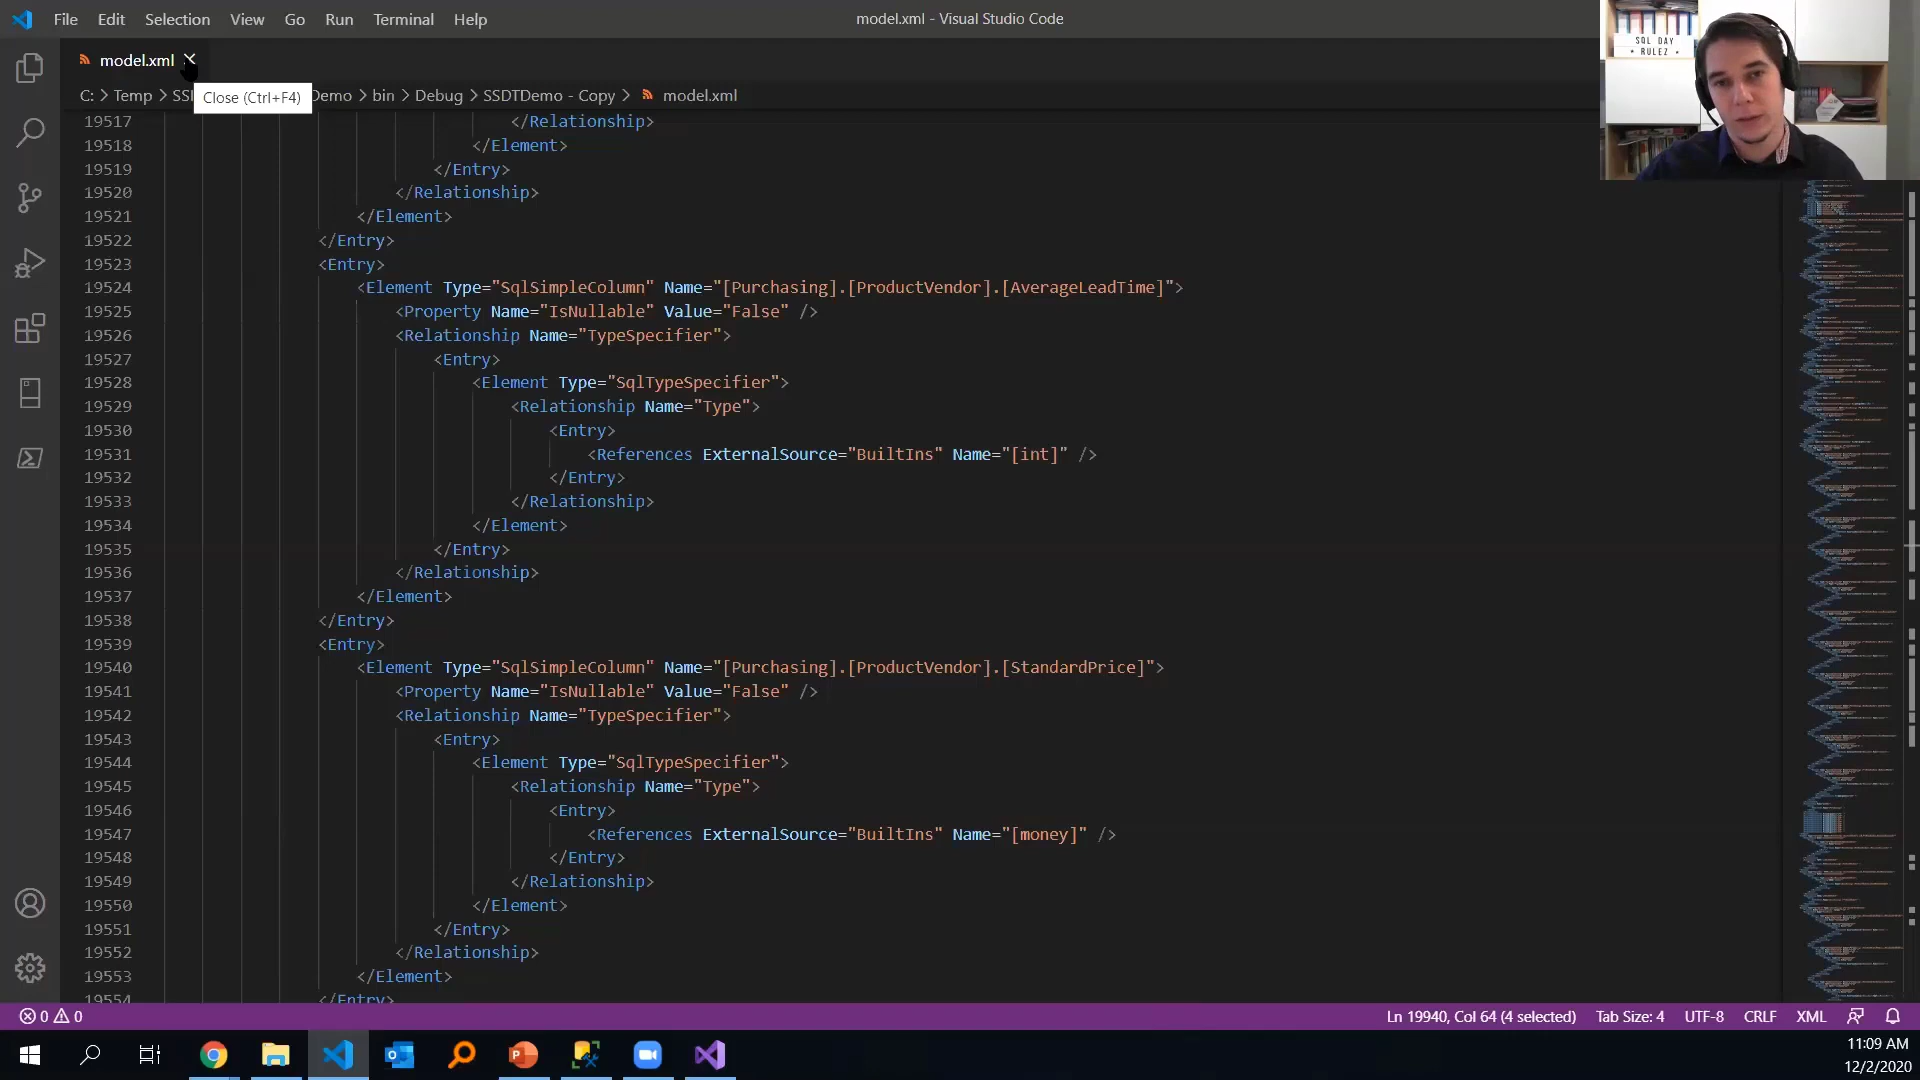 File Edit Selection View Go Run Terminal Help
model.xml - Visual Studio Code
SQL DAY
* RULEZ *
model.xml
Close (Ctrl+F4)
C: > Temp > SS Demo > bin > Debug > SSDTDemo - Copy > model.xml
19517 </Relationship>
19518 </Element>
19519 </Entry>
19520 </Relationship>
19521 </Element>
19522 </Entry>
19523 <Entry>
19524 <Element Type="SqlSimpleColumn" Name="[Purchasing].[ProductVendor].[AverageLeadTime]">
19525 <Property Name="IsNullable" Value="False" />
19526 <Relationship Name="TypeSpecifier">
19527 <Entry>
19528 <Element Type="SqlTypeSpecifier">
19529 <Relationship Name="Type">
19530 <Entry>
19531 <References ExternalSource="BuiltIns" Name="[int]" />
19532 </Entry>
19533 </Relationship>
19534 </Element>
19535 </Entry>
19536 </Relationship>
19537 </Element>
19538 </Entry>
19539 <Entry>
19540 <Element Type="SqlSimpleColumn" Name="[Purchasing].[ProductVendor].[StandardPrice]">
19541 <Property Name="IsNullable" Value="False" />
19542 <Relationship Name="TypeSpecifier">
19543 <Entry>
19544 <Element Type="SqlTypeSpecifier">
19545 <Relationship Name="Type">
19546 <Entry>
19547 <References ExternalSource="BuiltIns" Name="[money]" />
19548 </Entry>
19549 </Relationship>
19550 </Element>
19551 </Entry>
19552 </Relationship>
19553 </Element>
19554 </Entry>
0 0
Ln 19940, Col 64 (4 selected) Tab Size: 4 UTF-8 CRLF XML
11:09 AM
12/2/2020